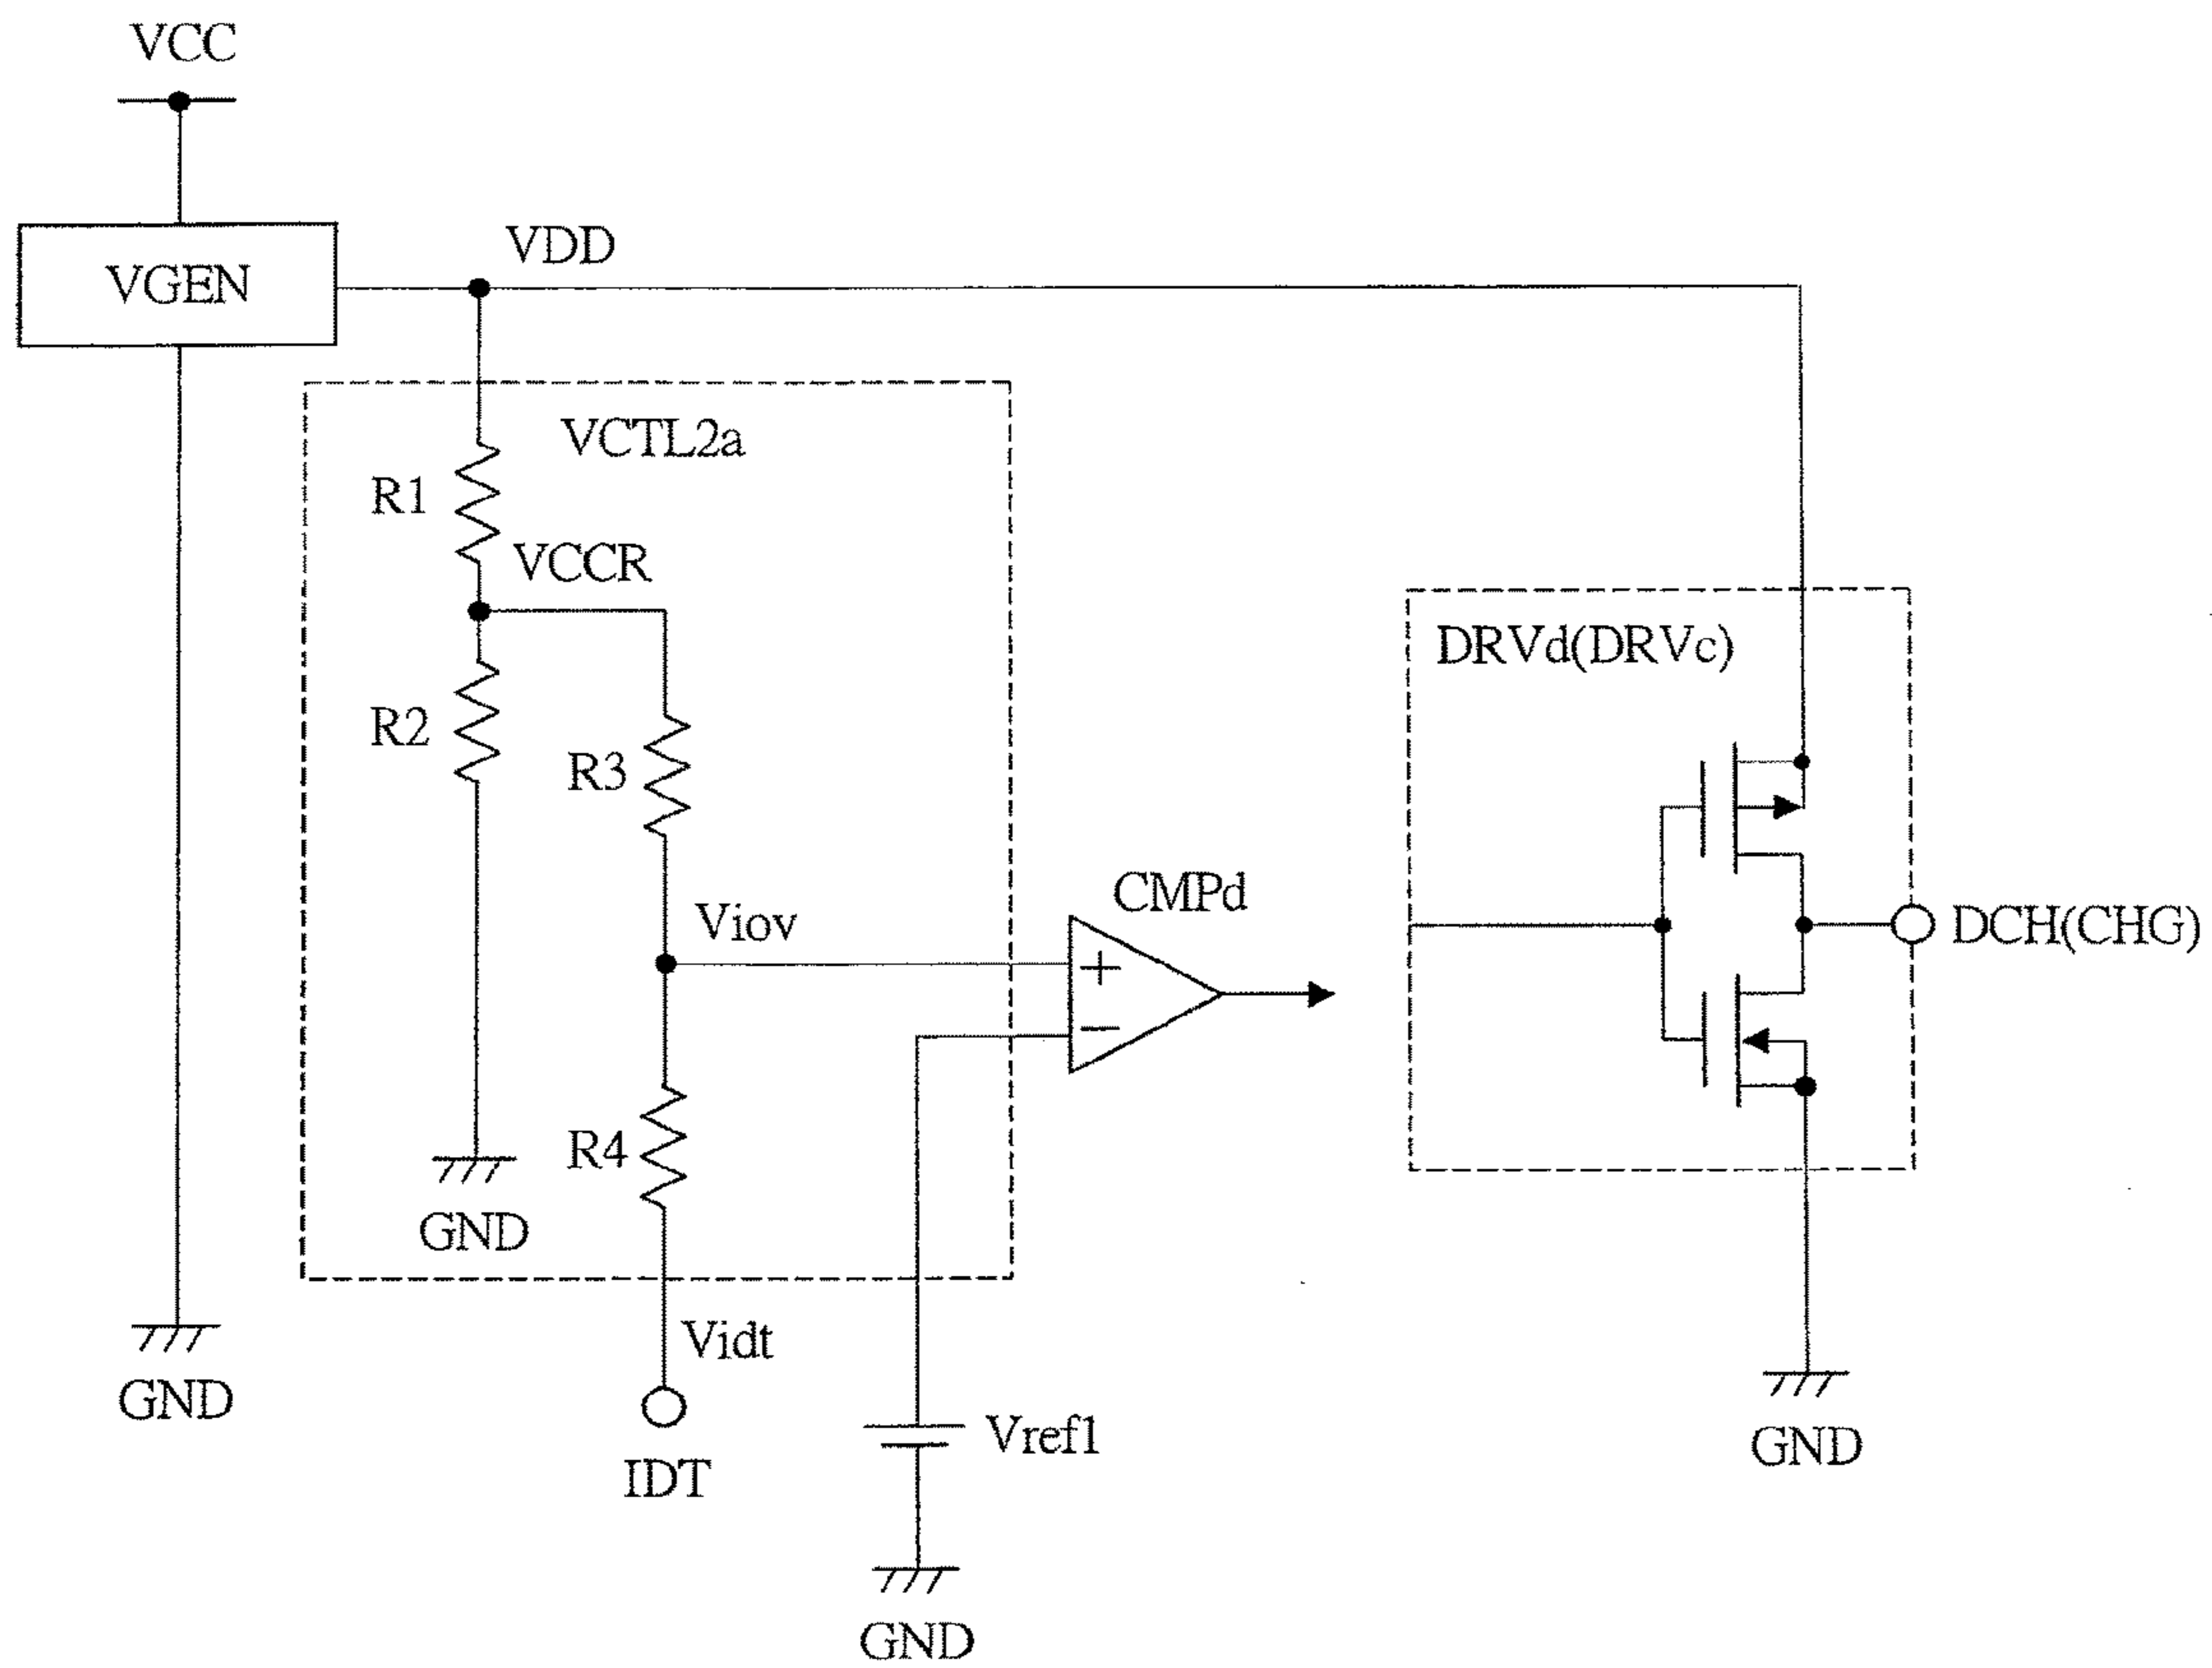 VCC
VDD
VGEN
VCTL2a
R1
VCCR
DRVd(DRVc)
R2
R3
CMPd
Viov
DCH(CHG)
+
−
R4
GND
Vidt
GND
Vref1
GND
IDT
GND